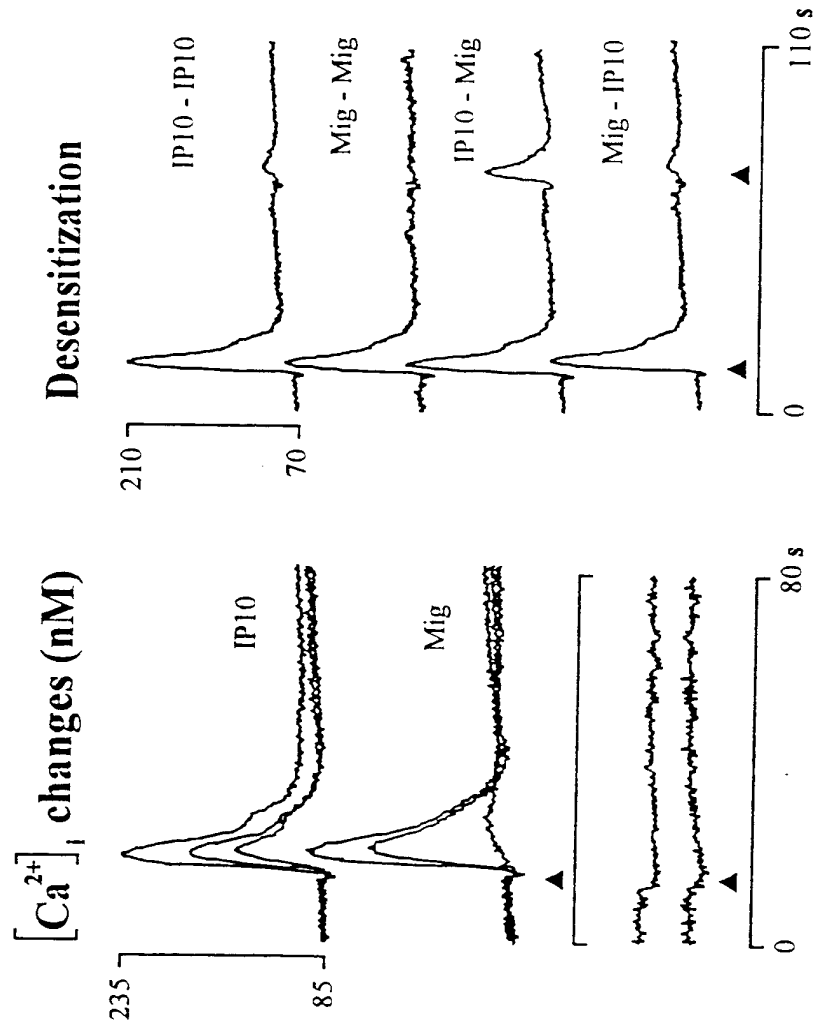 [Ca2+]i changes (nM)
235
85
IP10
Mig
0
80 s
Desensitization
210
70
IP10 - IP10
Mig - Mig
IP10 - Mig
Mig - IP10
0
110 s